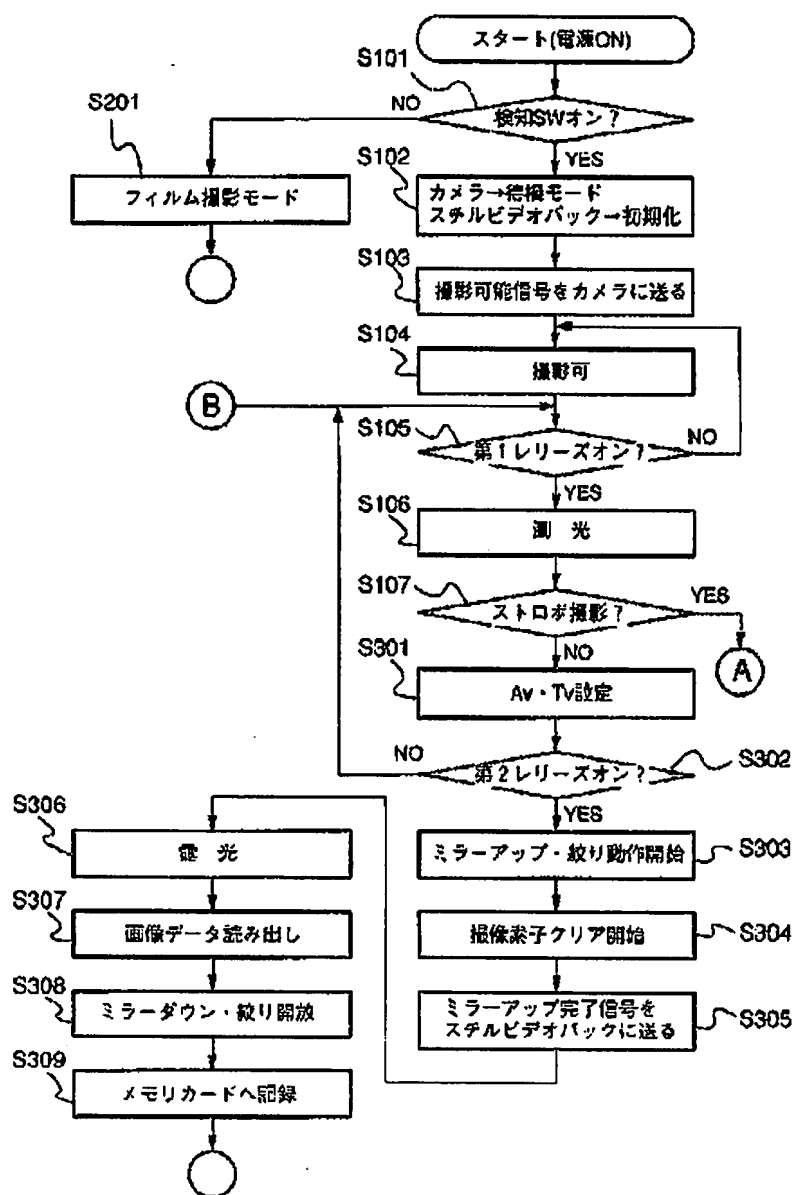 スタート(電源ON)
S101
検知SWオン?
NO
YES
S201
フィルム撮影モード
S102
カメラ→待機モード
スチルビデオバック→初期化
S103
撮影可能信号をカメラに送る
S104
撮影可
B
S105
第1レリーズオン?
NO
YES
S106
測 光
S107
ストロボ撮影?
YES
A
NO
S301
Av・Tv設定
S302
第2レリーズオン?
NO
YES
S303
ミラーアップ・絞り動作開始
S304
撮像素子クリア開始
S305
ミラーアップ完了信号を
スチルビデオバックに送る
S306
露 光
S307
画像データ読み出し
S308
ミラーダウン・絞り開放
S309
メモリカードへ記録